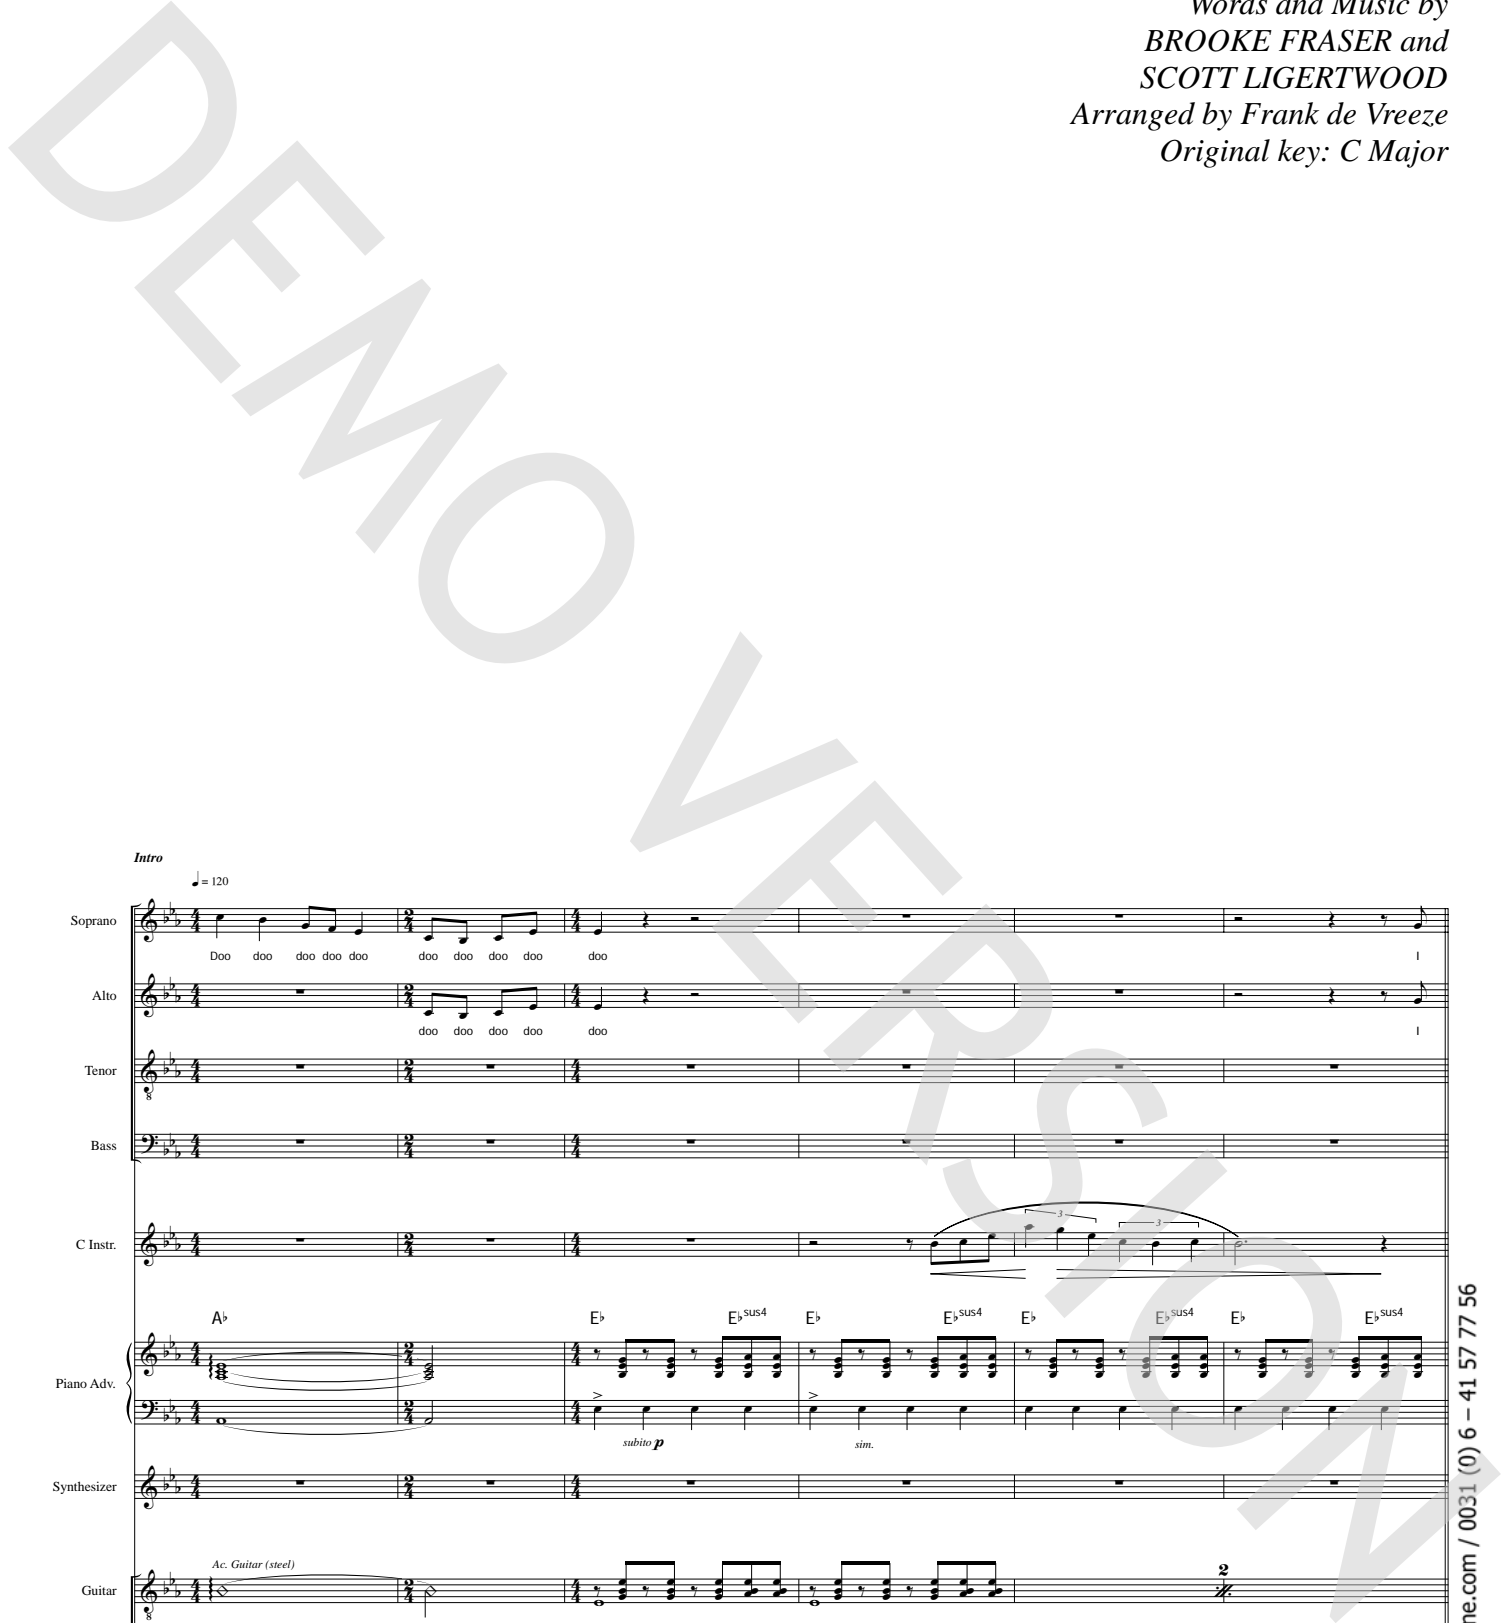 Words and Music by
BROOKE FRASER and
SCOTT LIGERTWOOD
Arranged by Frank de Vreeze
Original key: C Major
DEMO VERSION
Intro
♩ = 120
Soprano
Doo doo doo doo doo doo doo doo doo doo I
Alto
doo doo doo doo doo I
Tenor
8
Bass
C Instr.
3 3
A♭ E♭ E♭sus4 E♭ E♭sus4 E♭ E♭sus4 E♭ E♭sus4
Piano Adv.
subito p sim.
Synthesizer
Ac. Guitar (steel)
2
Guitar
8
ne.com / 0031 (0) 6 – 41 57 77 56